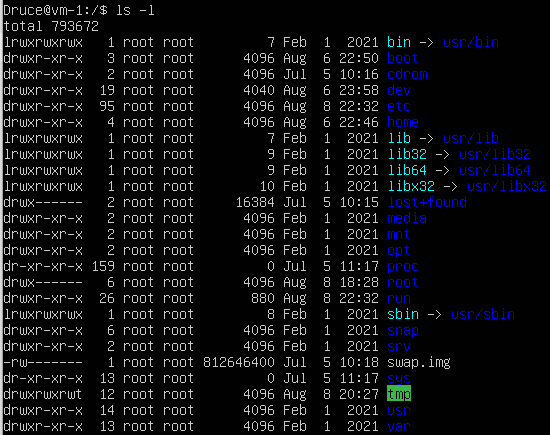 Druce@vm-1:/$ ls -l
total 793672
lrwxrwxrwx   1 root root         7 Feb  1  2021 bin -> usr/bin
drwxr-xr-x   3 root root      4096 Aug  6 22:50 boot
drwxr-xr-x   2 root root      4096 Jul  5 10:16 cdrom
drwxr-xr-x  19 root root      4040 Aug  6 23:58 dev
drwxr-xr-x  95 root root      4096 Aug  8 22:32 etc
drwxr-xr-x   4 root root      4096 Aug  6 22:46 home
lrwxrwxrwx   1 root root         7 Feb  1  2021 lib -> usr/lib
lrwxrwxrwx   1 root root         9 Feb  1  2021 lib32 -> usr/lib32
lrwxrwxrwx   1 root root         9 Feb  1  2021 lib64 -> usr/lib64
lrwxrwxrwx   1 root root        10 Feb  1  2021 libx32 -> usr/libx32
drwx------   2 root root     16384 Jul  5 10:15 lost+found
drwxr-xr-x   2 root root      4096 Feb  1  2021 media
drwxr-xr-x   2 root root      4096 Feb  1  2021 mnt
drwxr-xr-x   2 root root      4096 Feb  1  2021 opt
dr-xr-xr-x 159 root root         0 Jul  5 11:17 proc
drwx------   6 root root      4096 Aug  8 18:28 root
drwxr-xr-x  26 root root       880 Aug  8 22:32 run
lrwxrwxrwx   1 root root         8 Feb  1  2021 sbin -> usr/sbin
drwxr-xr-x   6 root root      4096 Feb  1  2021 snap
drwxr-xr-x   2 root root      4096 Feb  1  2021 srv
-rw-------   1 root root 812646400 Jul  5 10:18 swap.img
dr-xr-xr-x  13 root root         0 Jul  5 11:17 sys
drwxrwxrwt  12 root root      4096 Aug  8 20:27 tmp
drwxr-xr-x  14 root root      4096 Feb  1  2021 usr
drwxr-xr-x  13 root root      4096 Feb  1  2021 var